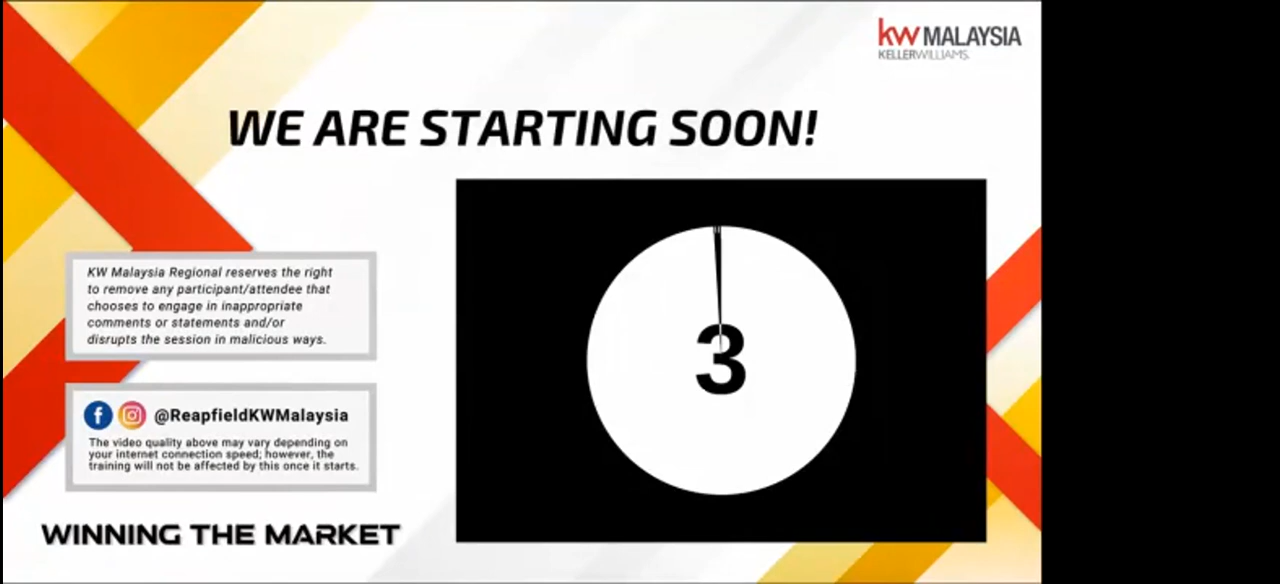 kw MALAYSIA
KELLERWILLIAMS.
WE ARE STARTING SOON!
KW Malaysia Regional reserves the right
to remove any participant/attendee that
chooses to engage in inappropriate
comments or statements and/or
disrupts the session in malicious ways.
3
@ReapfieldKWMalaysia
The video quality above may vary depending on
your internet connection speed; however, the
training will not be affected by this once it starts.
WINNING THE MARKET